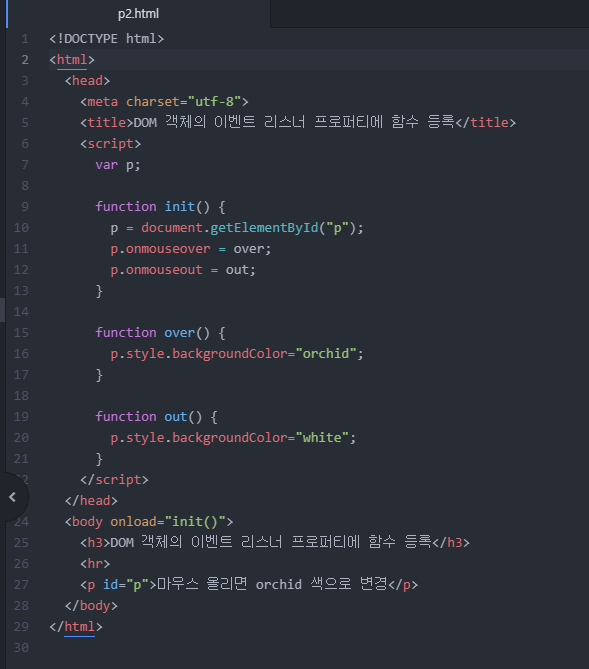 p2.html
1 <!DOCTYPE html>
2 <html>
3 <head>
4 <meta charset="utf-8">
5 <title>DOM 객체의 이벤트 리스너 프로퍼티에 함수 등록</title>
6 <script>
7 var p;
8
9 function init() {
10 p = document.getElementById("p");
11 p.onmouseover = over;
12 p.onmouseout = out;
13 }
14
15 function over() {
16 p.style.backgroundColor="orchid";
17 }
18
19 function out() {
20 p.style.backgroundColor="white";
21 }
</script>
</head>
24 <body onload="init()">
25 <h3>DOM 객체의 이벤트 리스너 프로퍼티에 함수 등록</h3>
26 <hr>
27 <p id="p">마우스 올리면 orchid 색으로 변경</p>
28 </body>
29 </html>
30